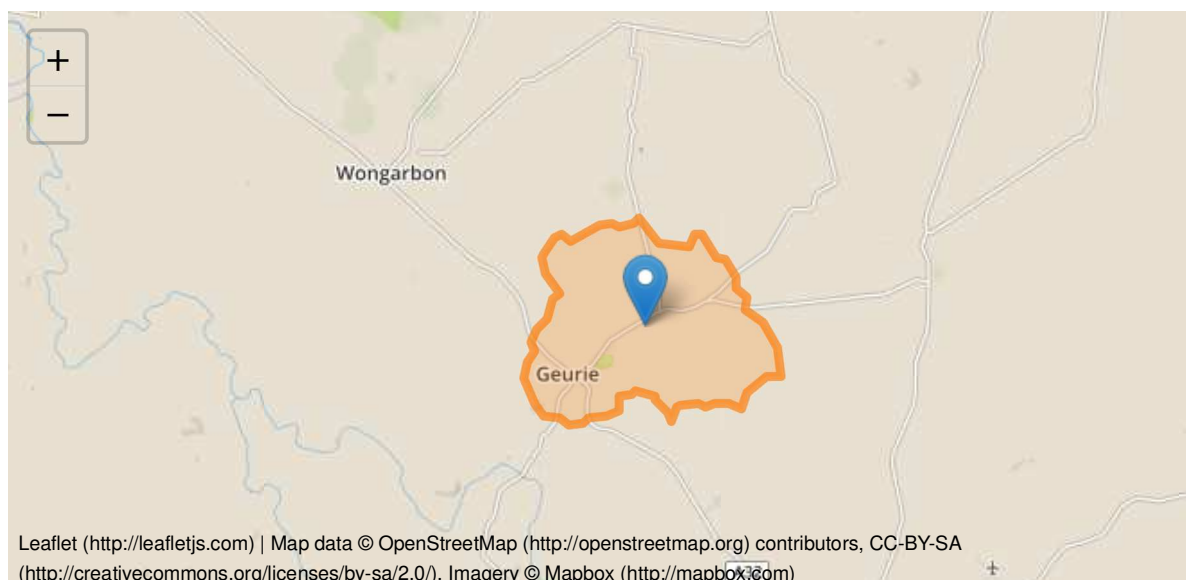 +
−
Wongarbon
Geurie
Leaflet (http://leafletjs.com) | Map data © OpenStreetMap (http://openstreetmap.org) contributors, CC-BY-SA
(http://creativecommons.org/licenses/by-sa/2.0/), Imagery © Mapbox (http://mapbox.com)
A32